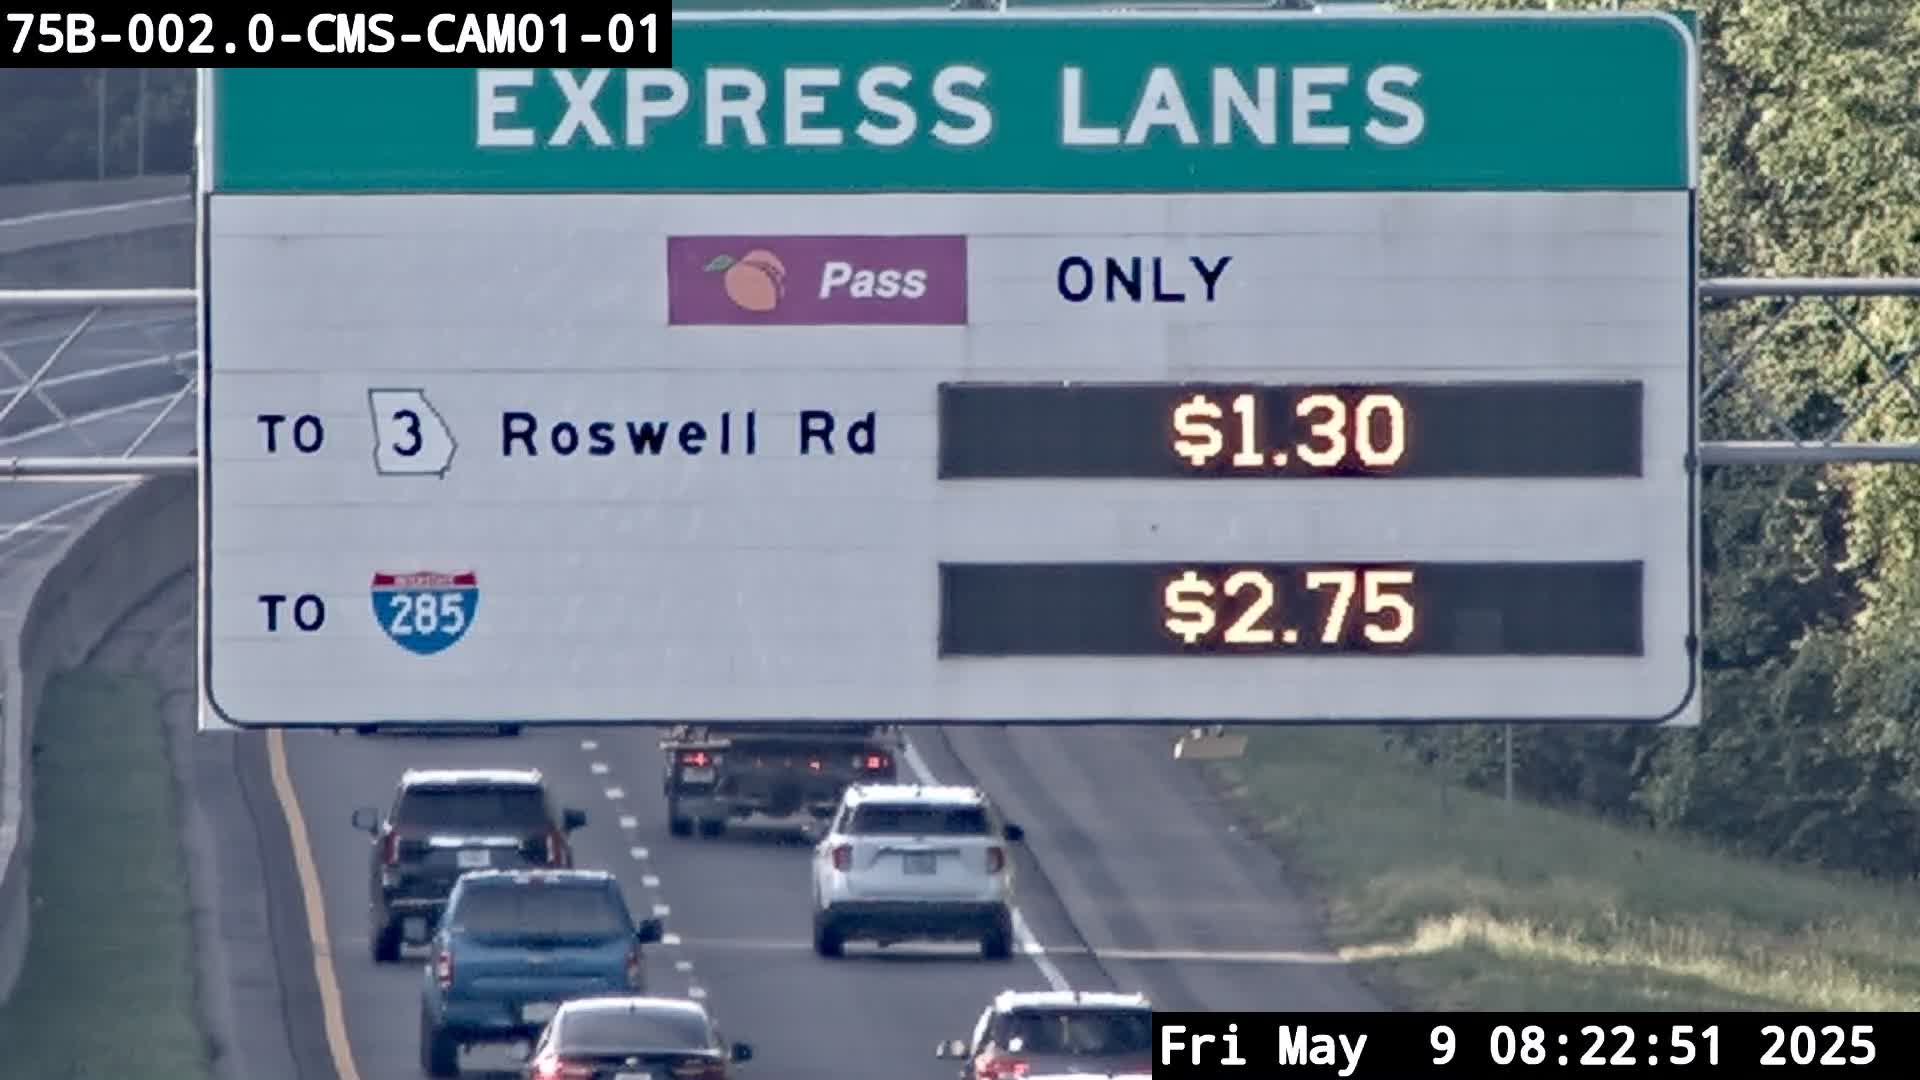 75B-002.0-CMS-CAM01-01
EXPRESS LANES
Pass ONLY
TO 3 Roswell Rd $1.30
TO INTERSTATE 285 $2.75
Fri May 9 08:22:51 2025